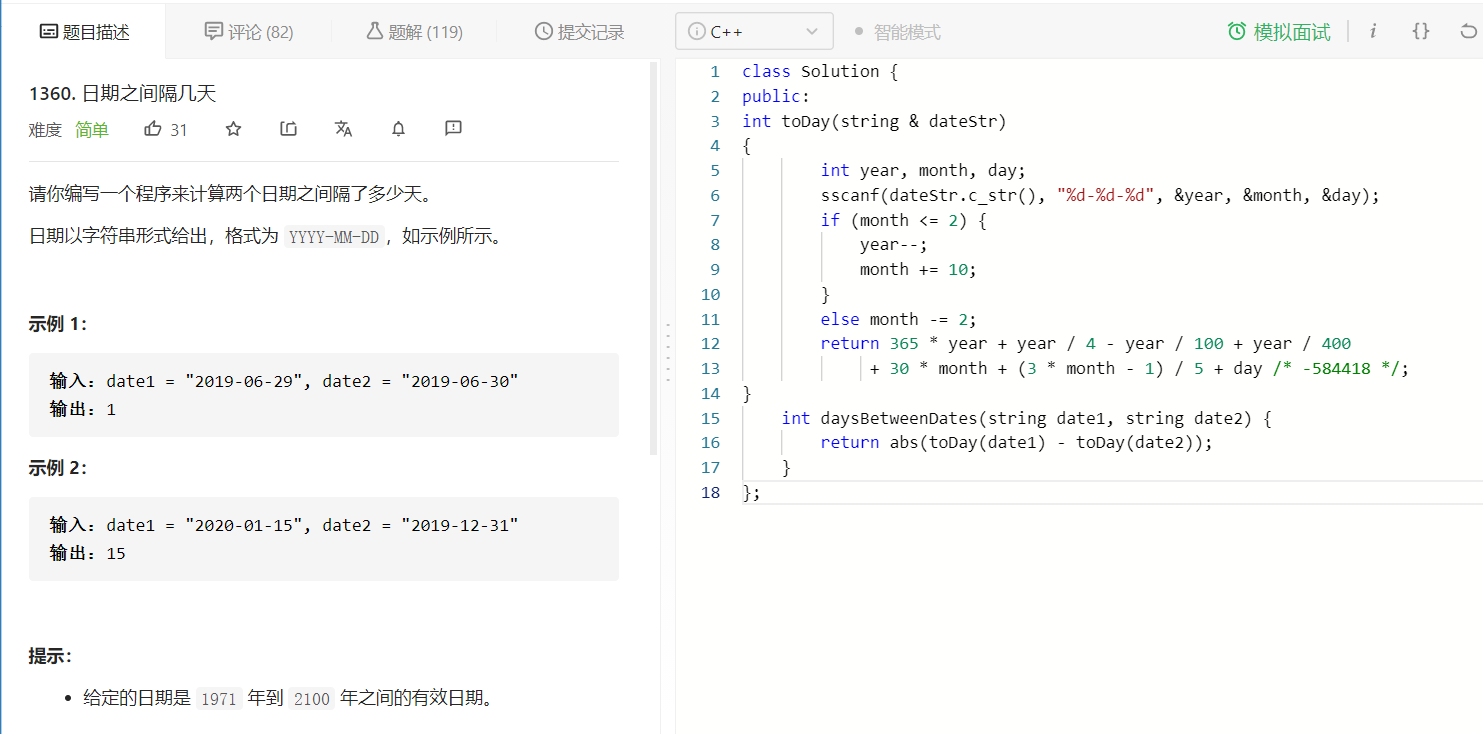 题目描述 评论 (82) 题解 (119) 提交记录
1360. 日期之间隔几天
难度 简单 31
请你编写一个程序来计算两个日期之间隔了多少天。
日期以字符串形式给出，格式为 YYYY-MM-DD，如示例所示。
示例 1：
输入：date1 = "2019-06-29", date2 = "2019-06-30"
输出：1
示例 2：
输入：date1 = "2020-01-15", date2 = "2019-12-31"
输出：15
提示：
• 给定的日期是 1971 年到 2100 年之间的有效日期。
C++ 智能模式 模拟面试 i {}
1 class Solution {
2 public:
3 int toDay(string & dateStr)
4 {
5 int year, month, day;
6 sscanf(dateStr.c_str(), "%d-%d-%d", &year, &month, &day);
7 if (month <= 2) {
8 year--;
9 month += 10;
10 }
11 else month -= 2;
12 return 365 * year + year / 4 - year / 100 + year / 400
13 + 30 * month + (3 * month - 1) / 5 + day /* -584418 */;
14 }
15 int daysBetweenDates(string date1, string date2) {
16 return abs(toDay(date1) - toDay(date2));
17 }
18 };